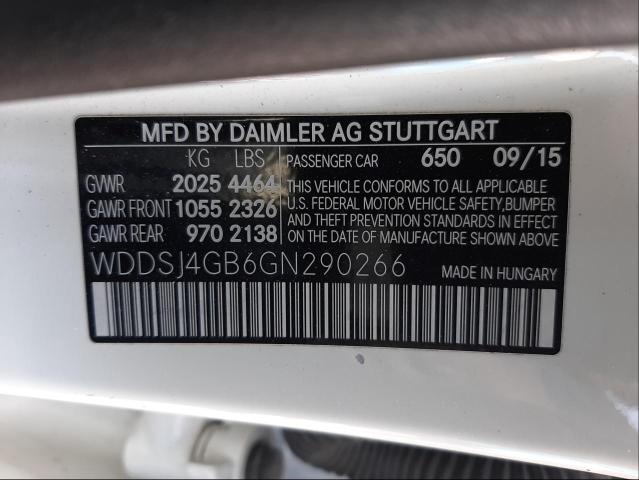 MFD BY DAIMLER AG STUTTGART
KG LBS PASSENGER CAR 650 09/15
GVWR 2025 4464 THIS VEHICLE CONFORMS TO ALL APPLICABLE
GAWR FRONT 1055 2326 U.S. FEDERAL MOTOR VEHICLE SAFETY, BUMPER
AND THEFT PREVENTION STANDARDS IN EFFECT
GAWR REAR 970 2138 ON THE DATE OF MANUFACTURE SHOWN ABOVE
WDDSJ4GB6GN290266 MADE IN HUNGARY